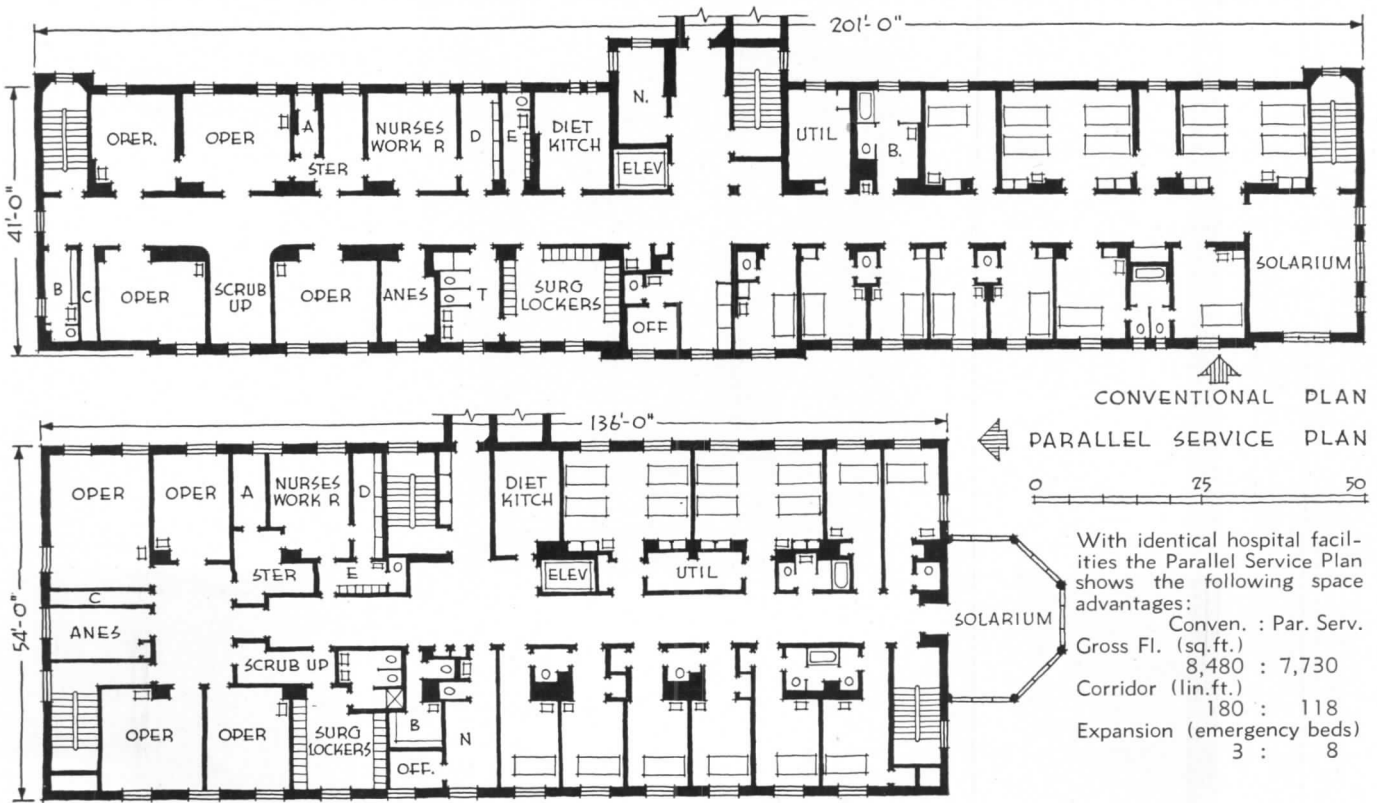 201'-0"
41'-0"
OPER.
OPER
A
STER
NURSES
WORK R
D
E
DIET
KITCH
N.
ELEV
UTIL
B.
B
C
OPER
SCRUB
UP
OPER
ANES
T
SURG
LOCKERS
OFF
SOLARIUM
CONVENTIONAL PLAN
PARALLEL SERVICE PLAN
0 25 50
136'-0"
54'-0"
OPER
OPER
A
NURSES
WORK R
D
DIET
KITCH
STER
E
ELEV
UTIL
C
ANES
SCRUB UP
SOLARIUM
OPER
OPER
SURG
LOCKERS
B
OFF.
N
With identical hospital facil-
ities the Parallel Service Plan
shows the following space
advantages:
Conven. : Par. Serv.
Gross Fl. (sq.ft.)
8,480 : 7,730
Corridor (lin.ft.)
180 : 118
Expansion (emergency beds)
3 : 8